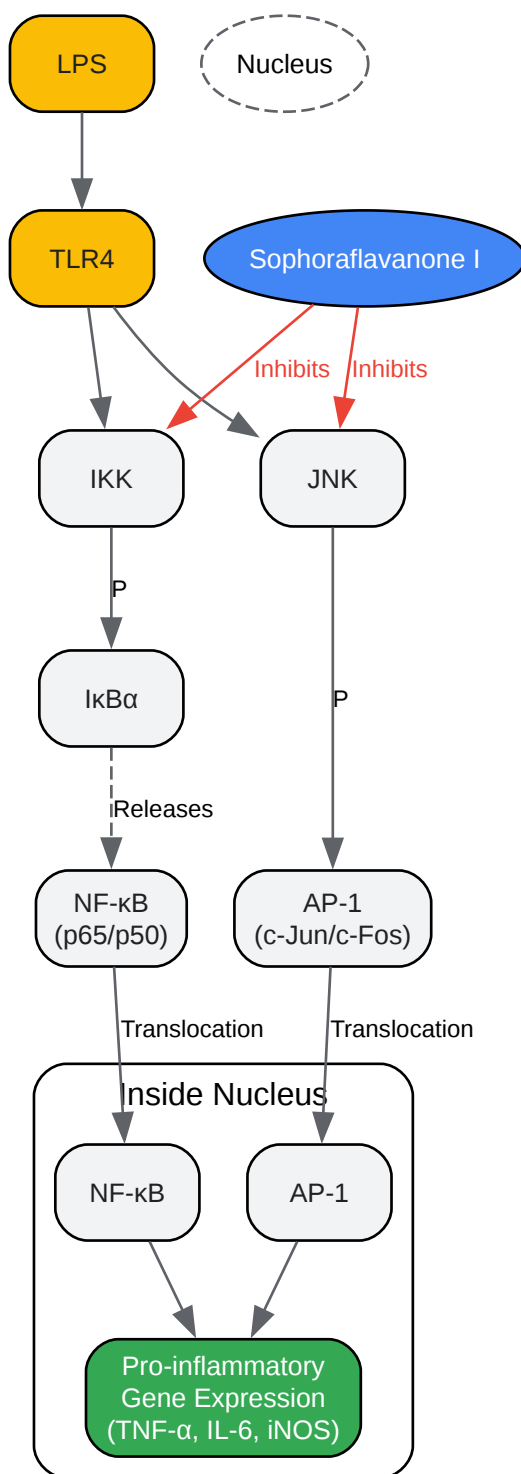 LPS
Nucleus
TLR4
Sophoraflavanone I
Inhibits
Inhibits
IKK
JNK
P
IκBα
P
Releases
NF-κB
(p65/p50)
AP-1
(c-Jun/c-Fos)
Translocation
Translocation
Inside Nucleus
NF-κB
AP-1
Pro-inflammatory
Gene Expression
(TNF-α, IL-6, iNOS)